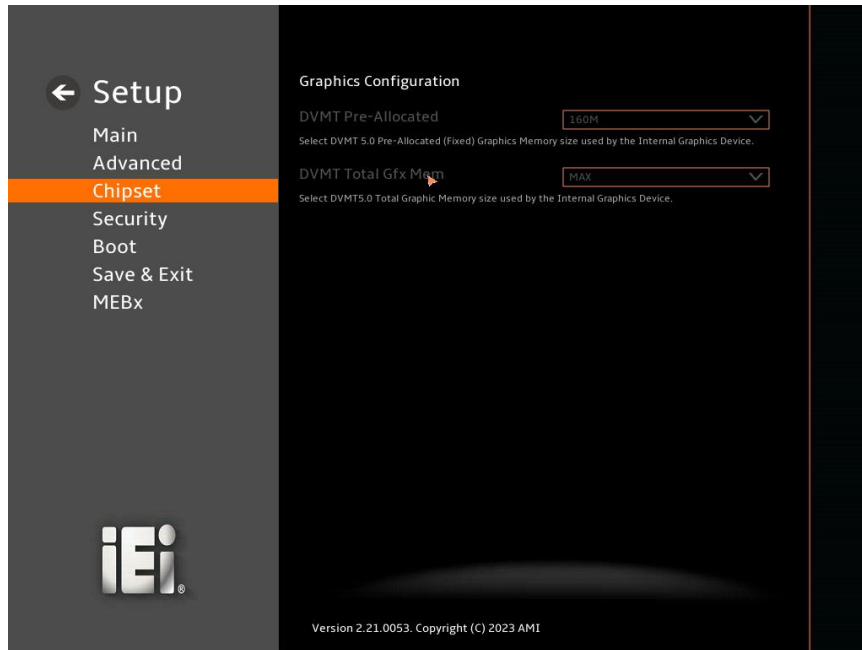 Setup
Main
Advanced
Chipset
Security
Boot
Save & Exit
MEBx
Graphics Configuration
DVMT Pre-Allocated 160M
Select DVMT 5.0 Pre-Allocated (Fixed) Graphics Memory size used by the Internal Graphics Device.
DVMT Total Gfx Mem MAX
Select DVMT5.0 Total Graphic Memory size used by the Internal Graphics Device.
iEi®
Version 2.21.0053. Copyright (C) 2023 AMI